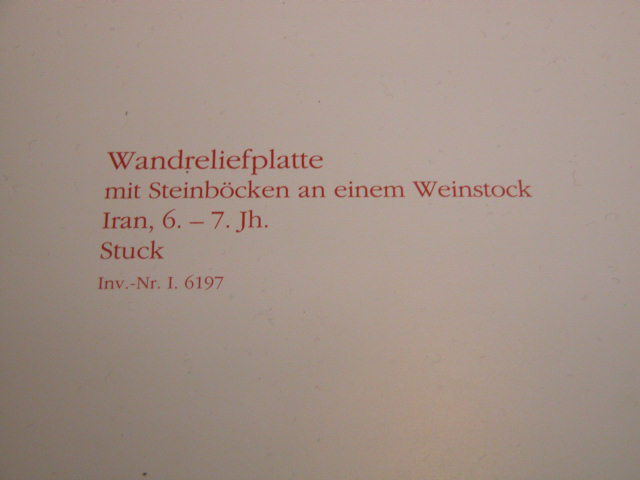 Wandreliefplatte
mit Steinböcken an einem Weinstock
Iran, 6. – 7. Jh.
Stuck
Inv.-Nr. I. 6197